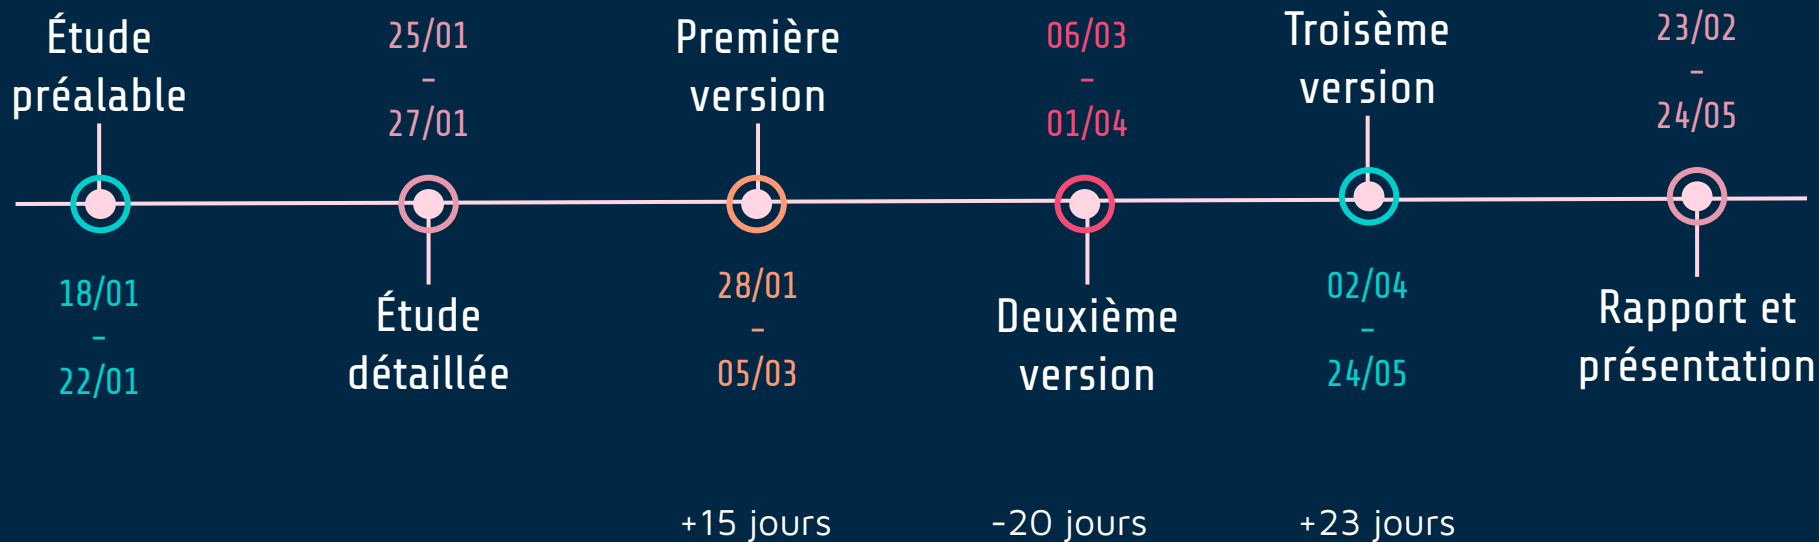 Étude
préalable
18/01
-
22/01
25/01
-
27/01
Étude
détaillée
Première
version
28/01
-
05/03
+15 jours
06/03
-
01/04
Deuxième
version
-20 jours
Troisème
version
02/04
-
24/05
+23 jours
23/02
-
24/05
Rapport et
présentation